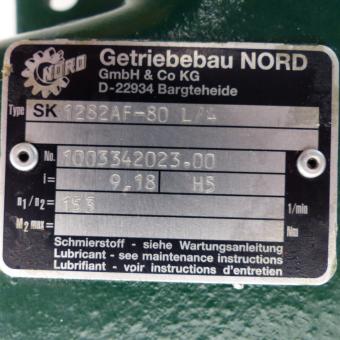 NORD
Getriebebau NORD
GmbH & Co KG
D-22934 Bargteheide
Type SK 1282AF-80 L/4
No. 1003342023.00
i= 9,18 H5
n1/n2= 153 1/min
M2 max= Nm
Schmierstoff - siehe Wartungsanleitung
Lubricant - see maintenance instructions
Lubrifiant - voir instructions d'entretien